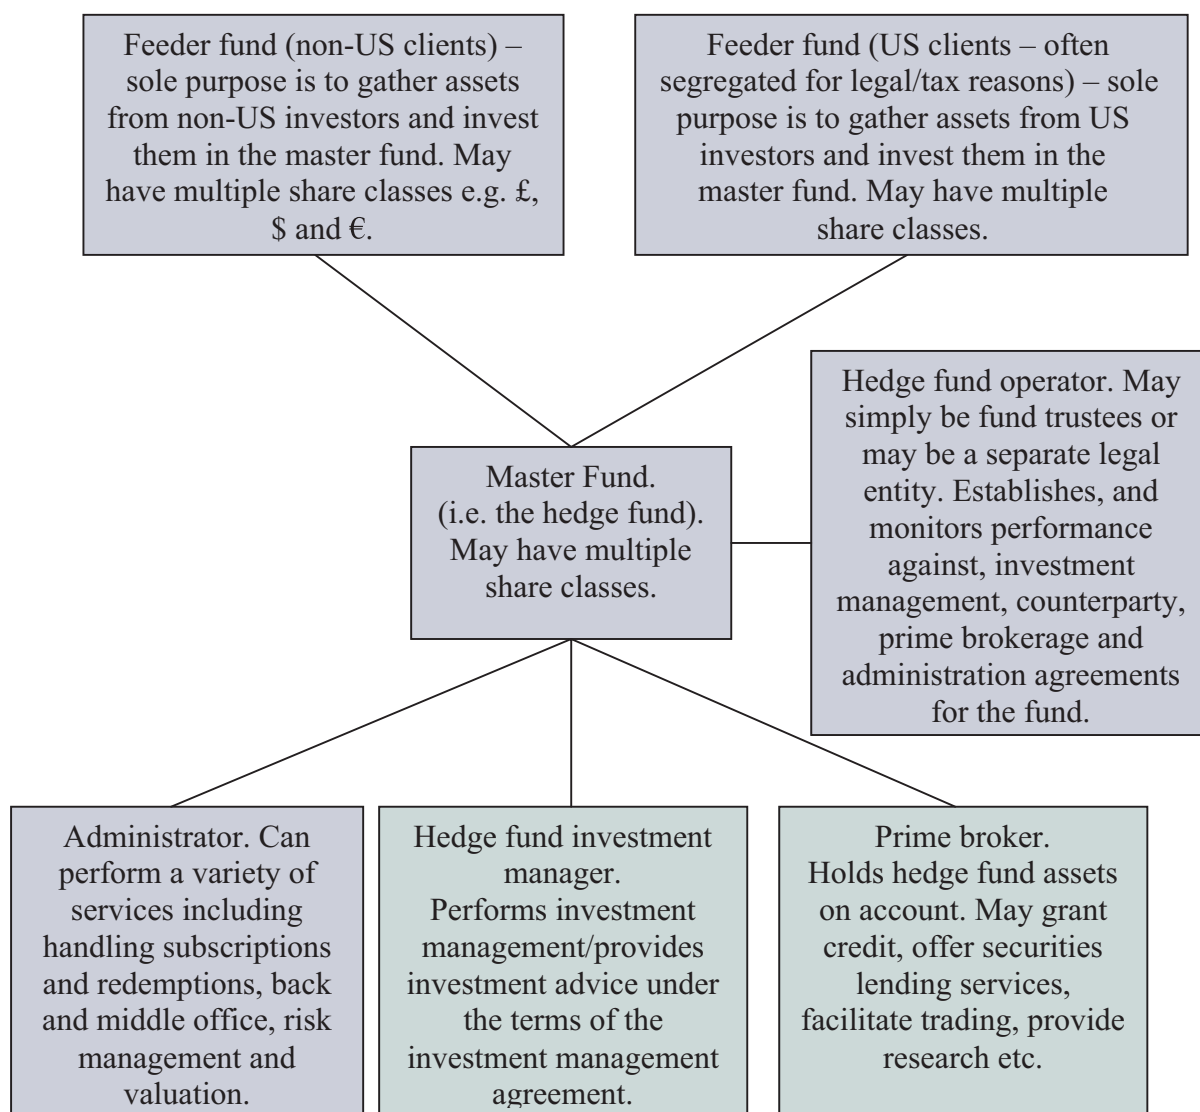 Feeder fund (non-US clients) –
sole purpose is to gather assets
from non-US investors and invest
them in the master fund. May
have multiple share classes e.g. £,
$ and €.
Feeder fund (US clients – often
segregated for legal/tax reasons) – sole
purpose is to gather assets from US
investors and invest them in the
master fund. May have multiple
share classes.
Hedge fund operator. May
simply be fund trustees or
may be a separate legal
entity. Establishes, and
monitors performance
against, investment
management, counterparty,
prime brokerage and
administration agreements
for the fund.
Master Fund.
(i.e. the hedge fund).
May have multiple
share classes.
Administrator. Can
perform a variety of
services including
handling subscriptions
and redemptions, back
and middle office, risk
management and
valuation.
Hedge fund investment
manager.
Performs investment
management/provides
investment advice under
the terms of the
investment management
agreement.
Prime broker.
Holds hedge fund assets
on account. May grant
credit, offer securities
lending services,
facilitate trading, provide
research etc.